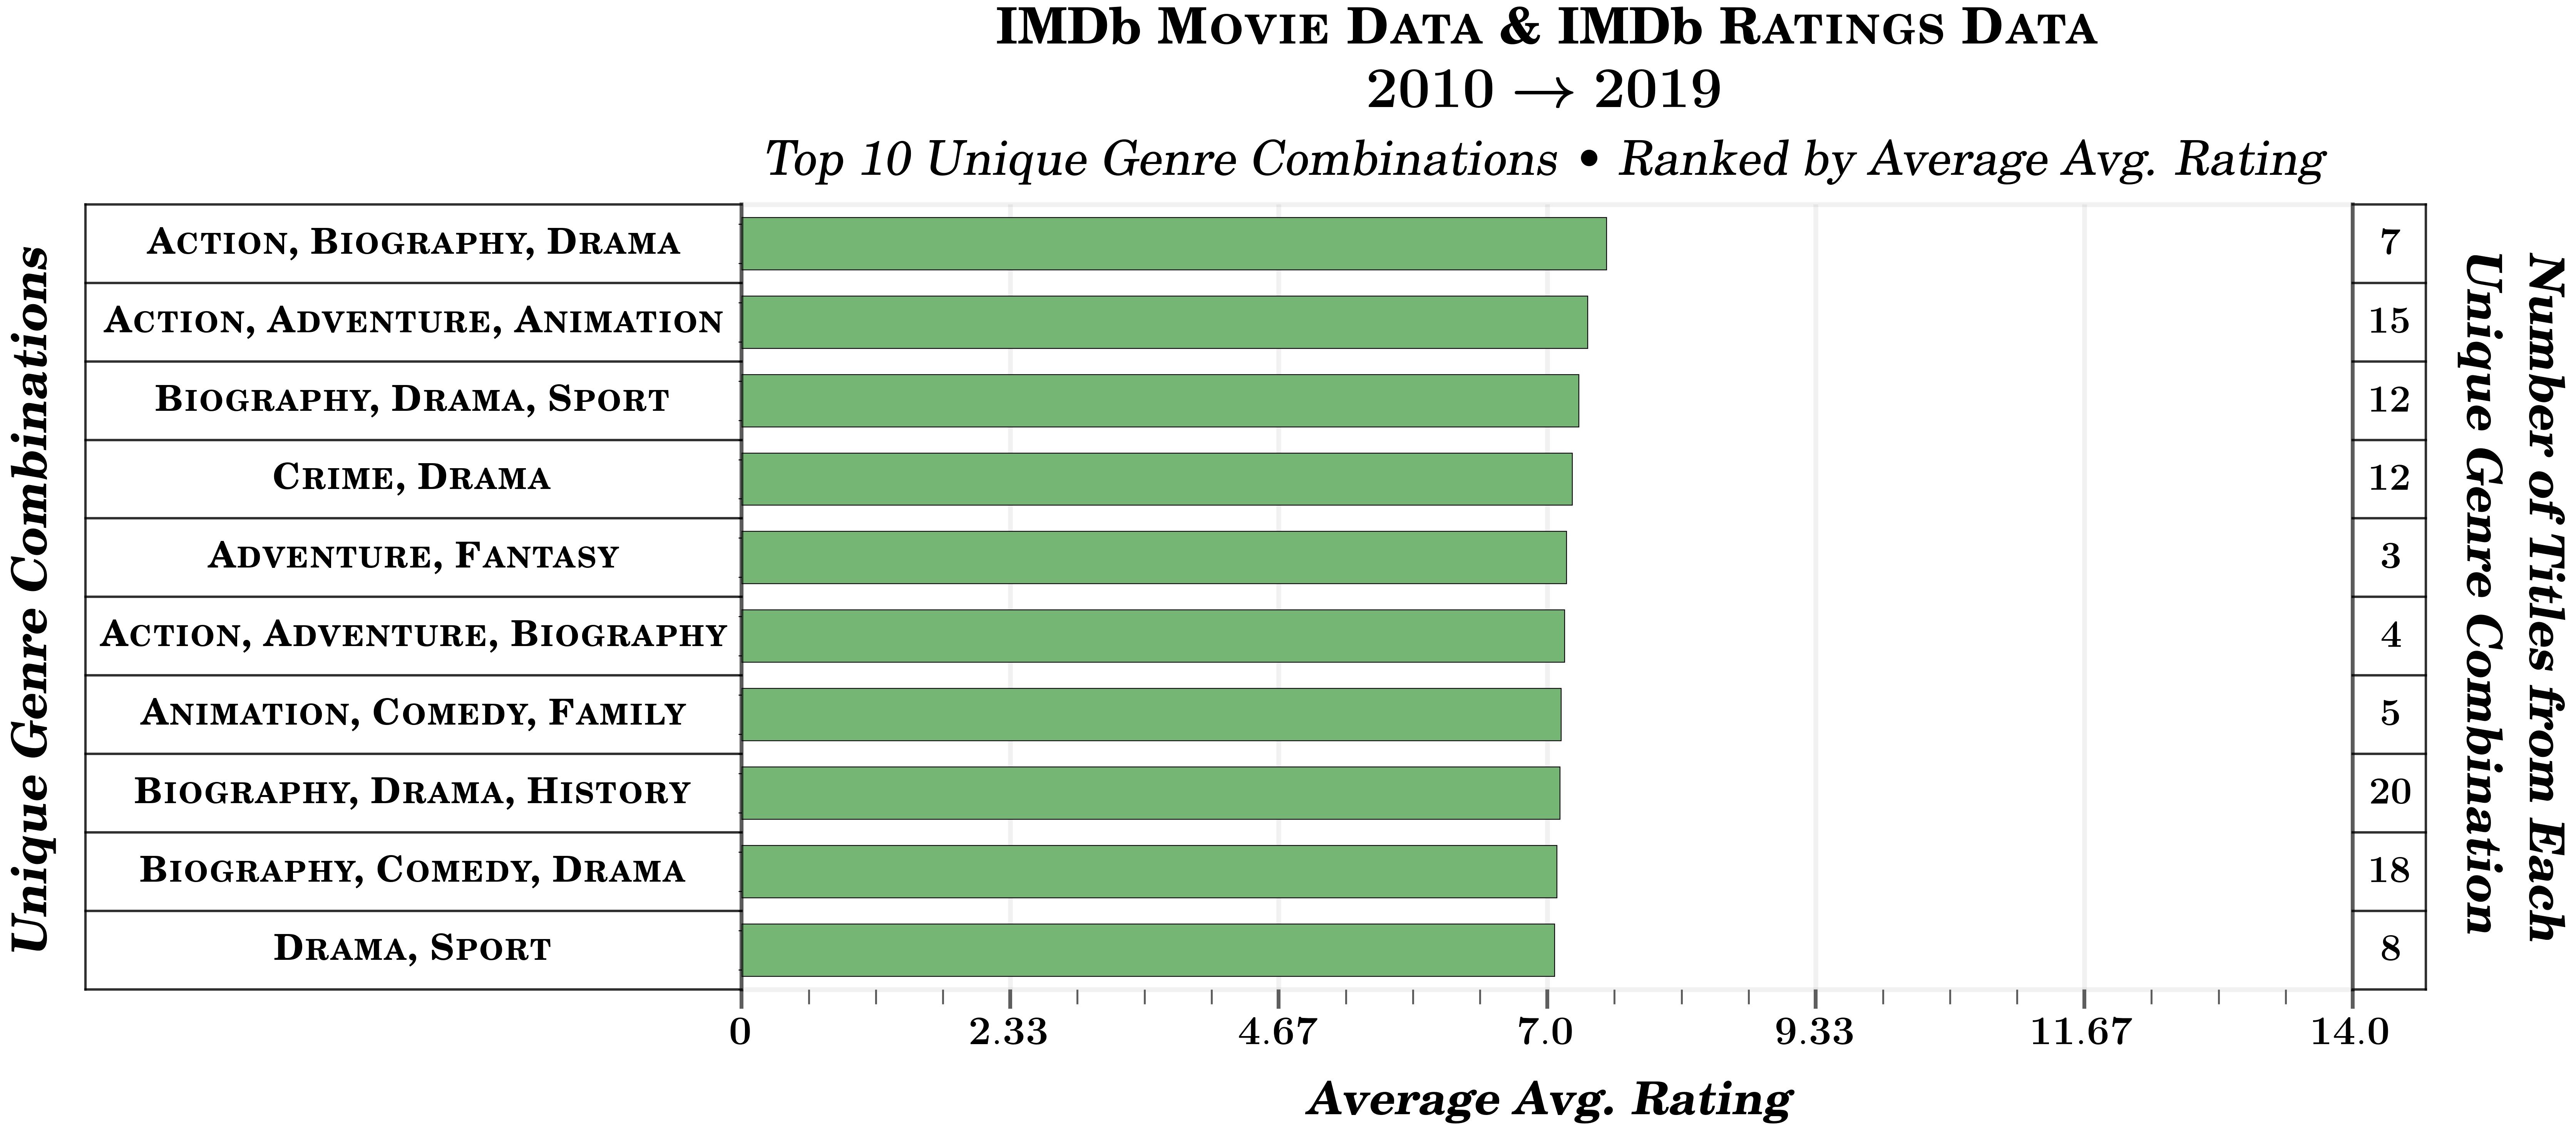 IMDb Movie Data & IMDb Ratings Data
2010 → 2019
Top 10 Unique Genre Combinations • Ranked by Average Avg. Rating
Unique Genre Combinations
Action, Biography, Drama
7
Action, Adventure, Animation
15
Biography, Drama, Sport
12
Crime, Drama
12
Adventure, Fantasy
3
Action, Adventure, Biography
4
Animation, Comedy, Family
5
Biography, Drama, History
20
Biography, Comedy, Drama
18
Drama, Sport
8
Number of Titles from Each
Unique Genre Combination
0 2.33 4.67 7.0 9.33 11.67 14.0
Average Avg. Rating